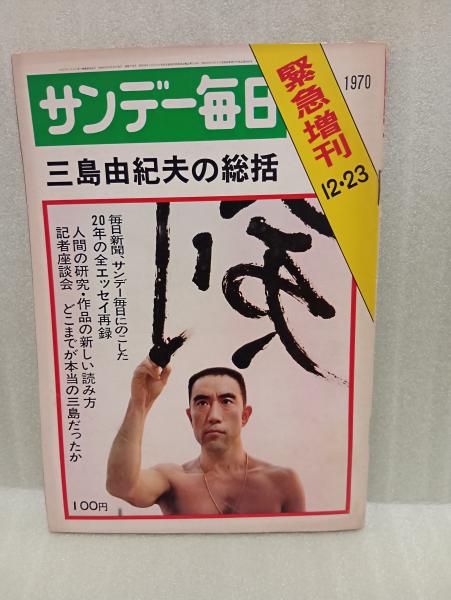 サンデー毎日
緊急増刊
12・23
1970
三島由紀夫の総括
毎日新聞、サンデー毎日にのこした
20年の全エッセイ再録
人間の研究・作品の新しい読み方
記者座談会　どこまでが本当の三島だったか
100円